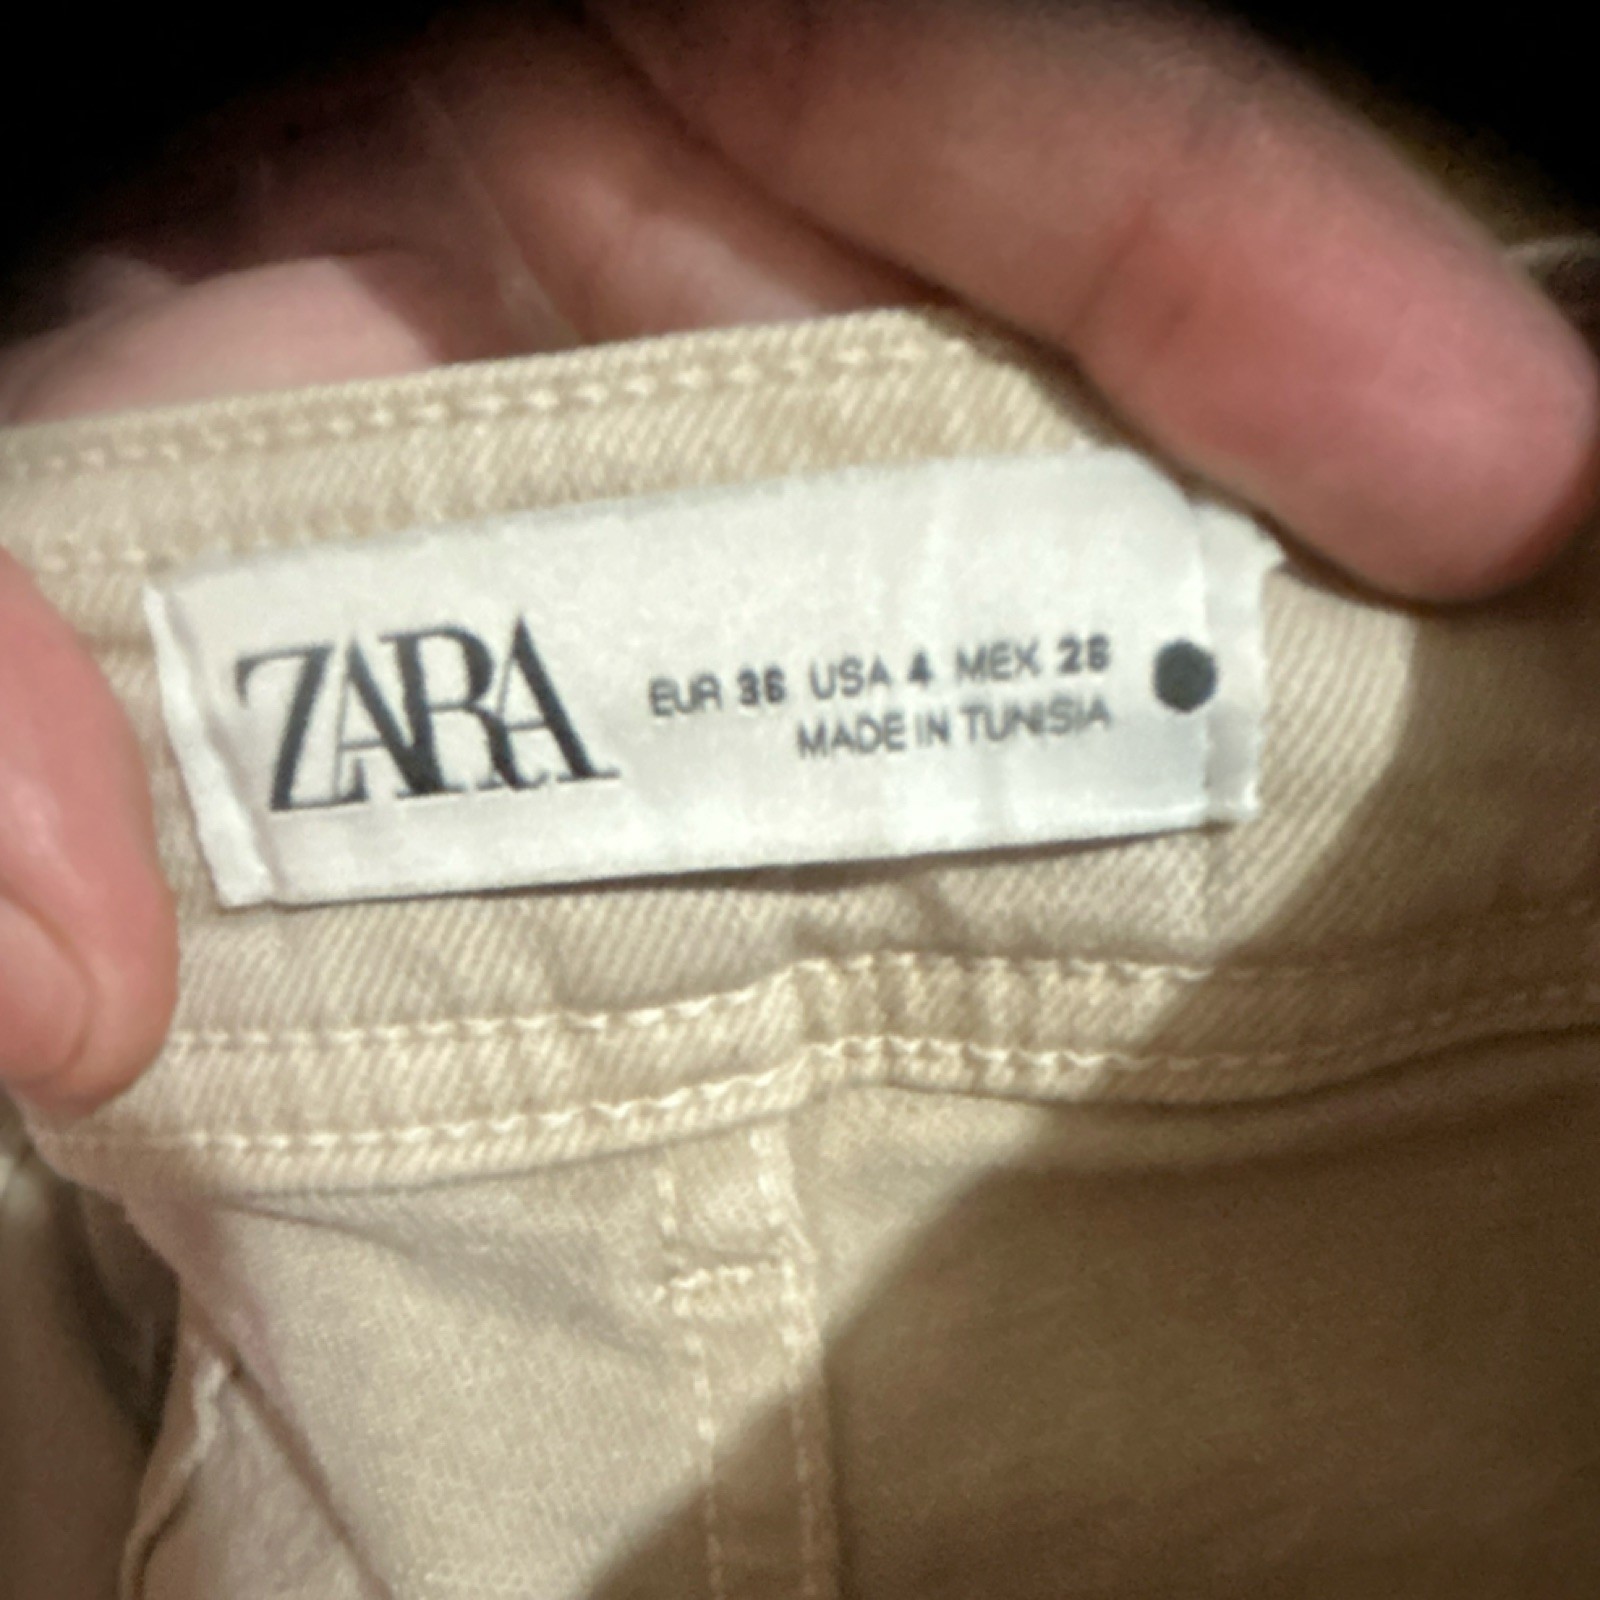 ZARA
EUR 36 USA 4 MEX 26
MADE IN TUNISIA